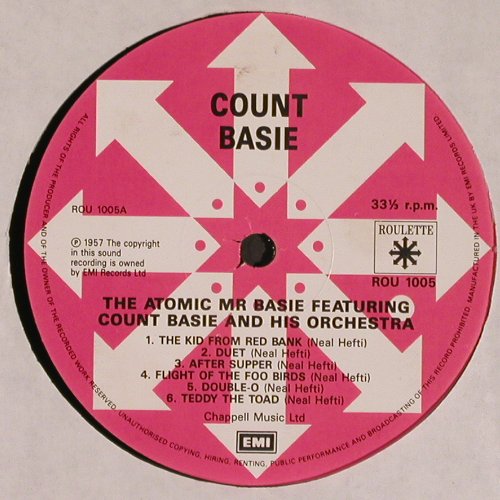 COUNT
BASIE
ROU 1005A
33⅓ r.p.m.
Ⓟ 1957 The copyright
in this sound
recording is owned
by EMI Records Ltd
ROULETTE
ROU 1005
THE ATOMIC MR BASIE FEATURING
COUNT BASIE AND HIS ORCHESTRA
1. THE KID FROM RED BANK (Neal Hefti)
2. DUET (Neal Hefti)
3. AFTER SUPPER (Neal Hefti)
4. FLIGHT OF THE FOO BIRDS (Neal Hefti)
5. DOUBLE-O (Neal Hefti)
6. TEDDY THE TOAD (Neal Hefti)
Chappell Music Ltd
EMI
ALL RIGHTS OF THE PRODUCER AND OF THE OWNER OF THE RECORDED WORK RESERVED. UNAUTHORISED COPYING, HIRING, RENTING, PUBLIC PERFORMANCE AND BROADCASTING OF THIS RECORD PROHIBITED. MANUFACTURED IN THE U.K. BY EMI RECORDS LIMITED.